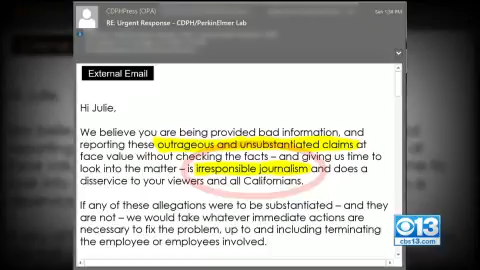 CDPHPress (OPA)
Sun 1:34 PM
RE: Urgent Response - CDPH/PerkinElmer Lab
External Email
Hi Julie,
We believe you are being provided bad information, and
reporting these outrageous and unsubstantiated claims at
face value without checking the facts – and giving us time to
look into the matter – is irresponsible journalism and does a
disservice to your viewers and all Californians.
If any of these allegations were to be substantiated – and they
are not – we would take whatever immediate actions are
necessary to fix the problem, up to and including terminating
the employee or employees involved.
CBS 13
cbs13.com